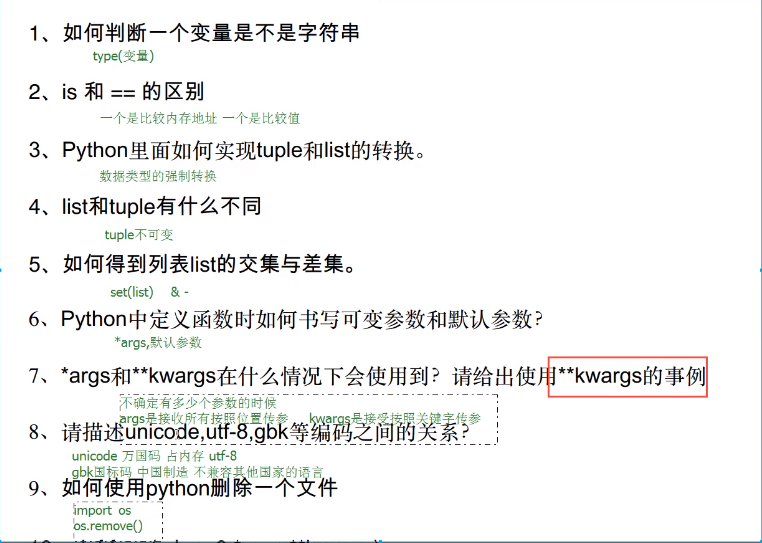 1、如何判断一个变量是不是字符串
type(变量)
2、is 和 == 的区别
一个是比较内存地址 一个是比较值
3、Python里面如何实现tuple和list的转换。
数据类型的强制转换
4、list和tuple有什么不同
tuple不可变
5、如何得到列表list的交集与差集。
set(list) & -
6、Python中定义函数时如何书写可变参数和默认参数？
*args,默认参数
7、*args和**kwargs在什么情况下会使用到？请给出使用**kwargs的事例
不确定有多少个参数的时候
args是接收所有按照位置传参 kwargs是接受按照关键字传参
8、请描述unicode,utf-8,gbk等编码之间的关系？
unicode 万国码 占内存 utf-8
gbk国标码 中国制造 不兼容其他国家的语言
9、如何使用python删除一个文件
import os
os.remove()